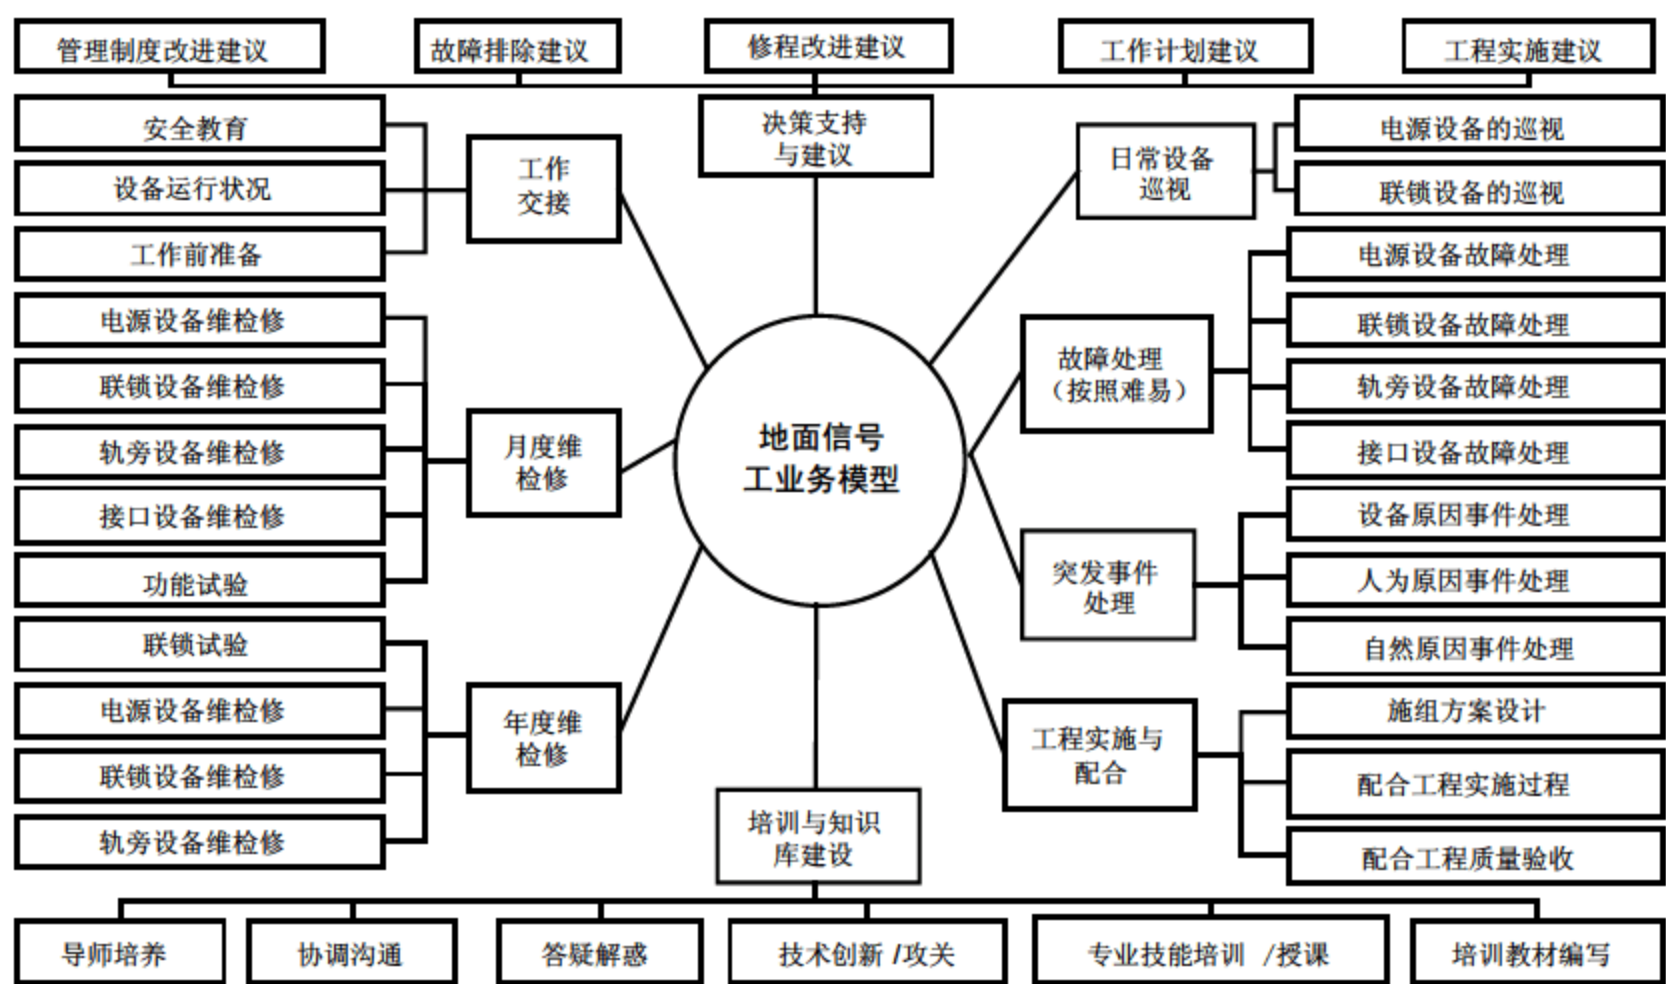 管理制度改进建议
故障排除建议
修程改进建议
工作计划建议
工程实施建议
决策支持
与建议
安全教育
设备运行状况
工作前准备
工作
交接
电源设备维检修
联锁设备维检修
轨旁设备维检修
接口设备维检修
功能试验
月度维
检修
联锁试验
电源设备维检修
联锁设备维检修
轨旁设备维检修
年度维
检修
地面信号
工业务模型
日常设备
巡视
电源设备的巡视
联锁设备的巡视
故障处理
（按照难易）
电源设备故障处理
联锁设备故障处理
轨旁设备故障处理
接口设备故障处理
突发事件
处理
设备原因事件处理
人为原因事件处理
自然原因事件处理
工程实施与
配合
施组方案设计
配合工程实施过程
配合工程质量验收
培训与知识
库建设
导师培养
协调沟通
答疑解惑
技术创新/攻关
专业技能培训 /授课
培训教材编写